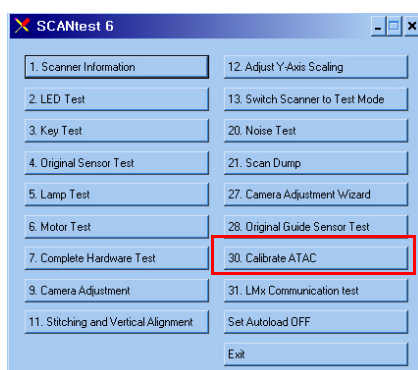 SCANtest 6
1. Scanner Information
2. LED Test
3. Key Test
4. Original Sensor Test
5. Lamp Test
6. Motor Test
7. Complete Hardware Test
9. Camera Adjustment
11. Stitching and Vertical Alignment
12. Adjust Y-Axis Scaling
13. Switch Scanner to Test Mode
20. Noise Test
21. Scan Dump
27. Camera Adjustment Wizard
28. Original Guide Sensor Test
30. Calibrate ATAC
31. LMx Communication test
Set Autoload OFF
Exit